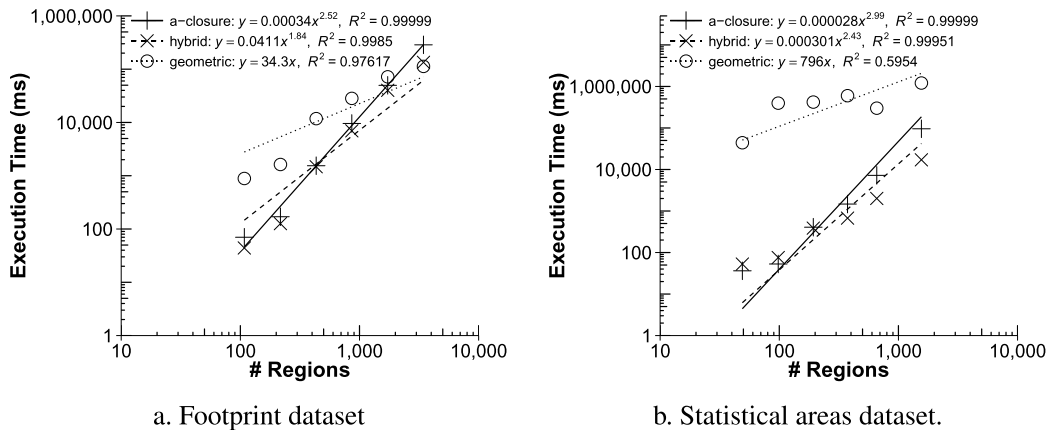 1,000,000
10,000
100
1
10
100
1,000
10,000
Execution Time (ms)
# Regions
a−closure: y = 0.00034x^2.52, R^2 = 0.99999
hybrid: y = 0.0411x^1.84, R^2 = 0.9985
geometric: y = 34.3x, R^2 = 0.97617
a. Footprint dataset
1,000,000
10,000
100
1
10
100
1,000
10,000
Execution Time (ms)
# Regions
a−closure: y = 0.000028x^2.99, R^2 = 0.99999
hybrid: y = 0.000301x^2.43, R^2 = 0.99951
geometric: y = 796x, R^2 = 0.5954
b. Statistical areas dataset.